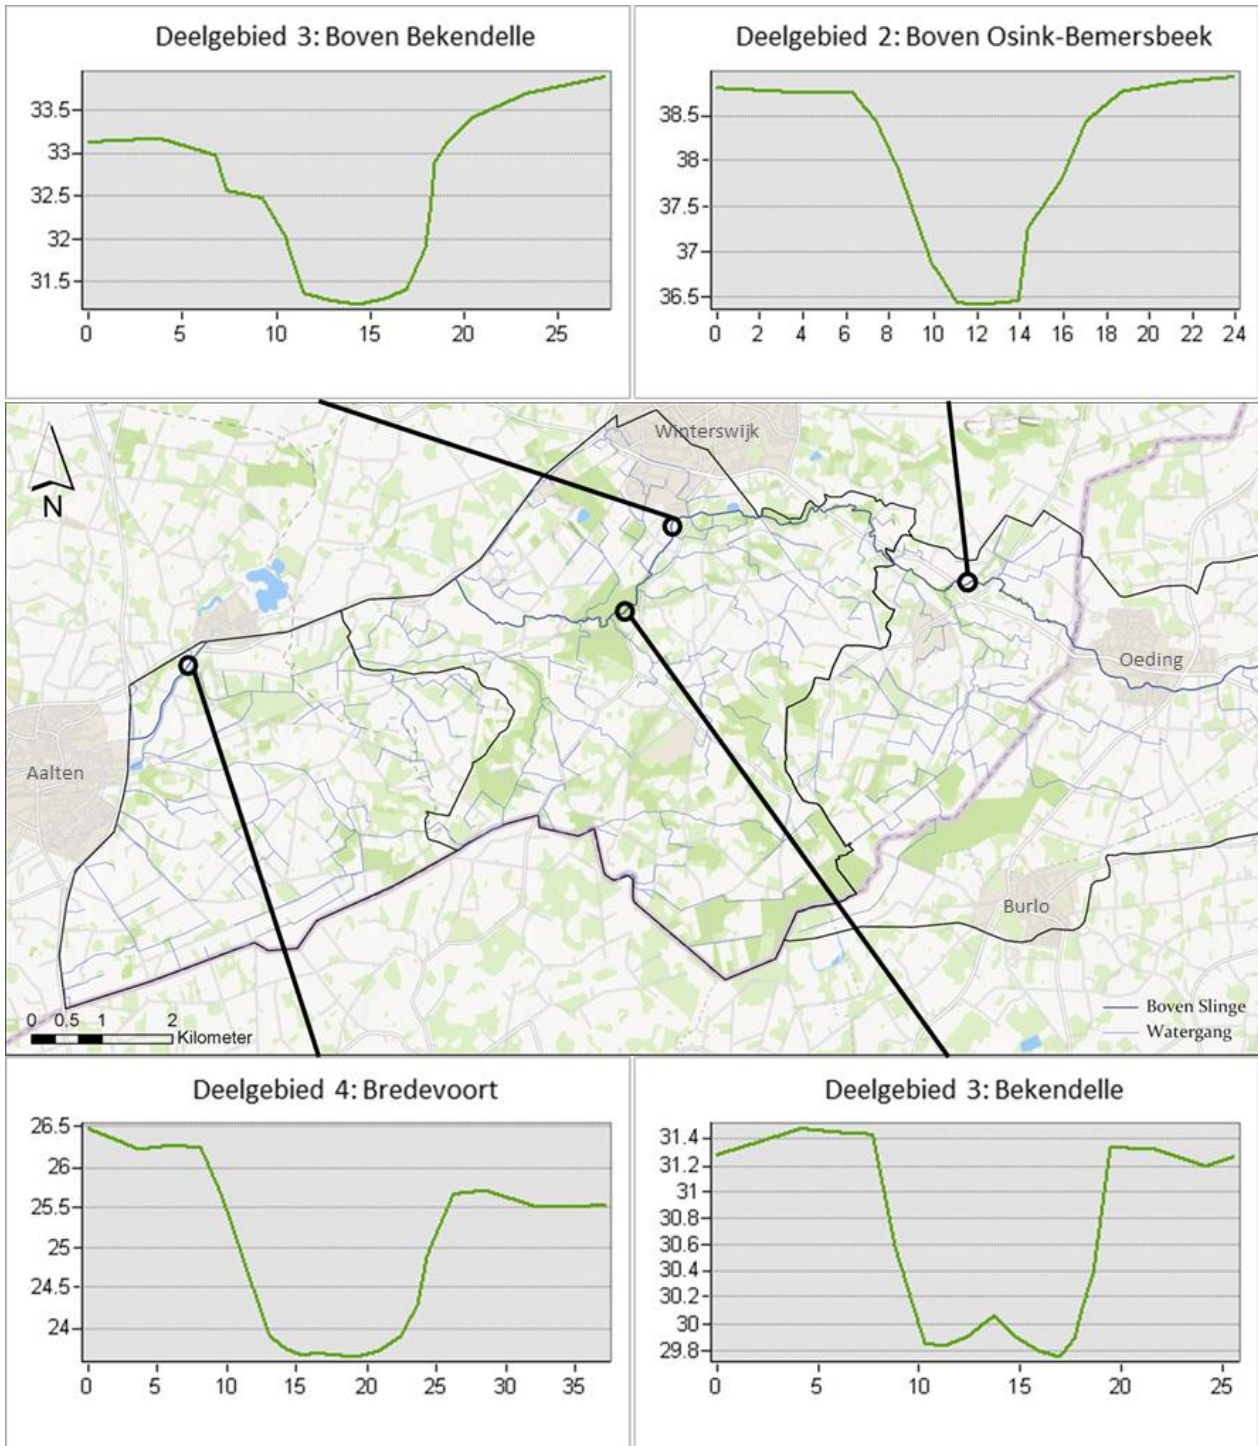 Deelgebied 3: Boven Bekendelle
33.5
33
32.5
32
31.5
0 5 10 15 20 25
Deelgebied 2: Boven Osink-Bemersbeek
38.5
38
37.5
37
36.5
0 2 4 6 8 10 12 14 16 18 20 22 24
Winterswijk
N
Oeding
Aalten
Burlo
0 0.5 1 2
Kilometer
Boven Slinge
Watergang
Deelgebied 4: Bredevoort
26.5
26
25.5
25
24.5
24
0 5 10 15 20 25 30 35
Deelgebied 3: Bekendelle
31.4
31.2
31
30.8
30.6
30.4
30.2
30
29.8
0 5 10 15 20 25